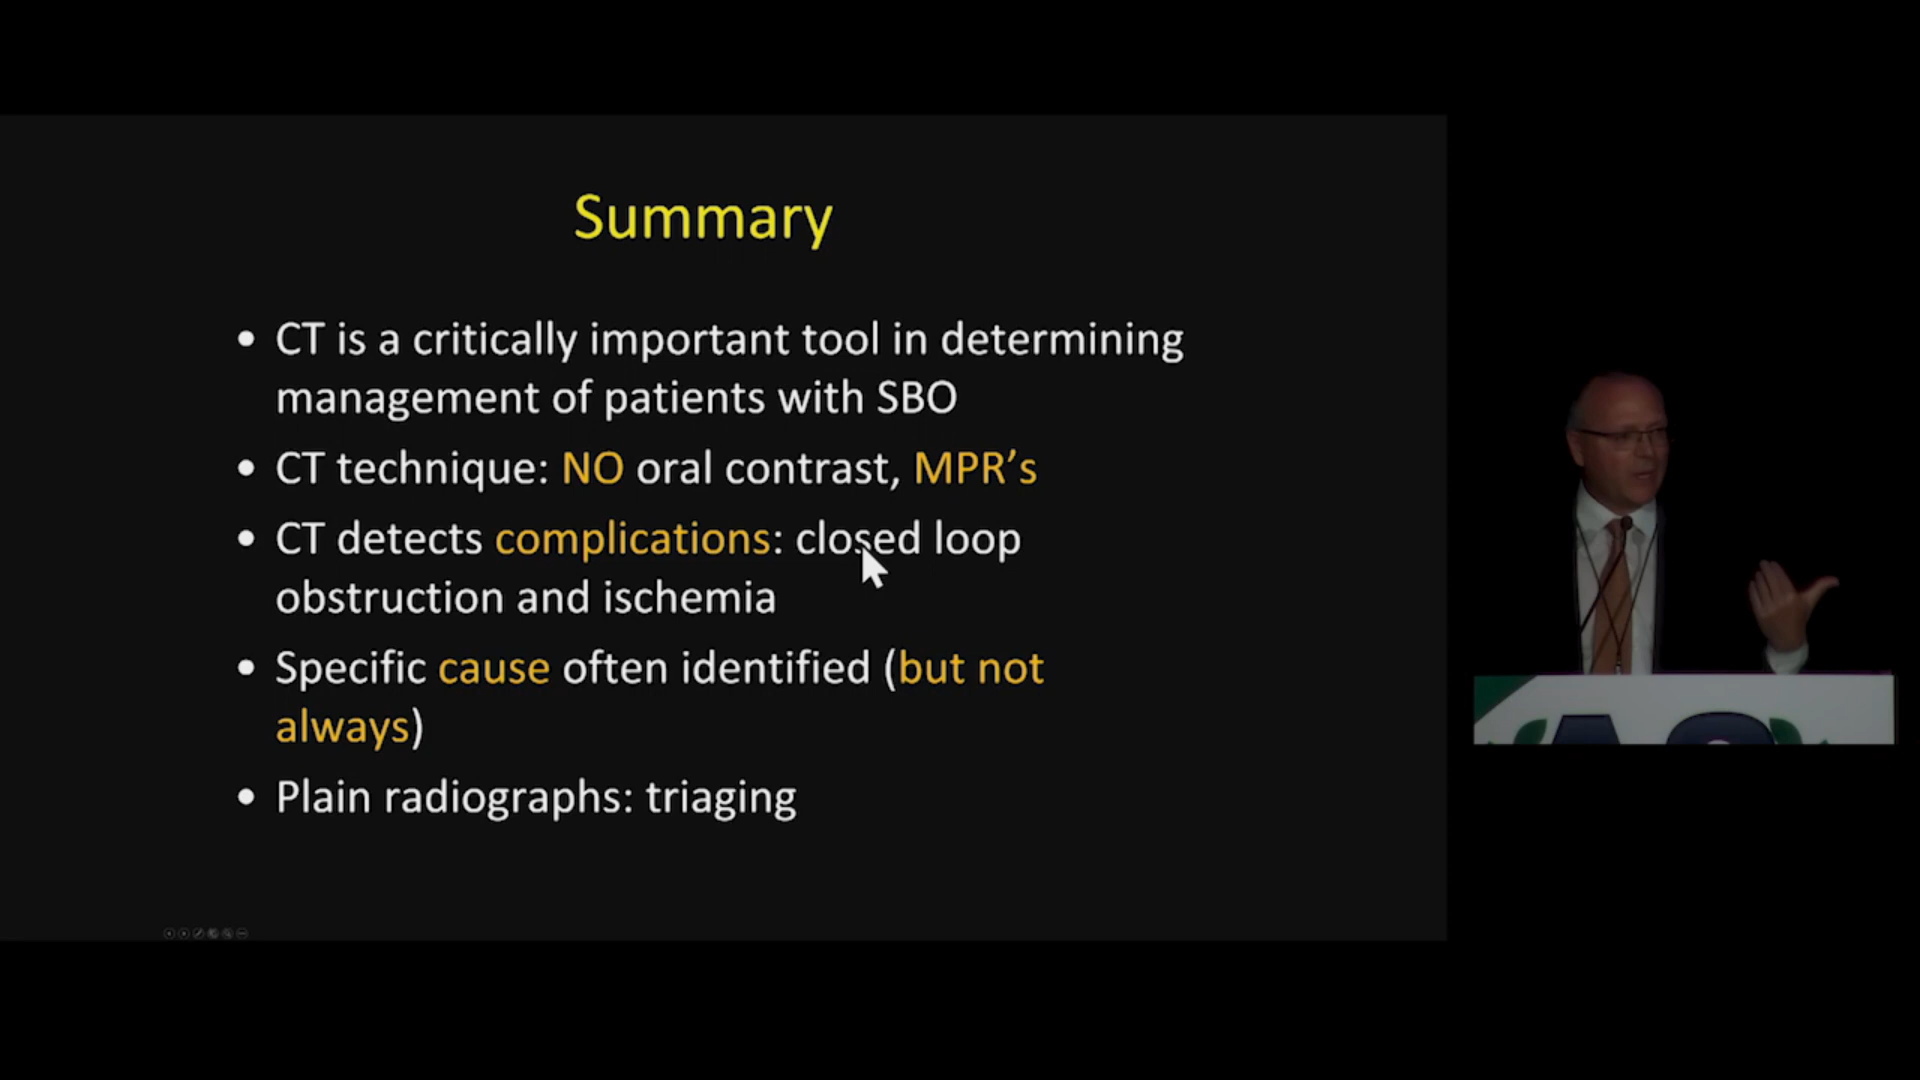 Summary
• CT is a critically important tool in determining
management of patients with SBO
• CT technique: NO oral contrast, MPR’s
• CT detects complications: closed loop
obstruction and ischemia
• Specific cause often identified (but not
always)
• Plain radiographs: triaging